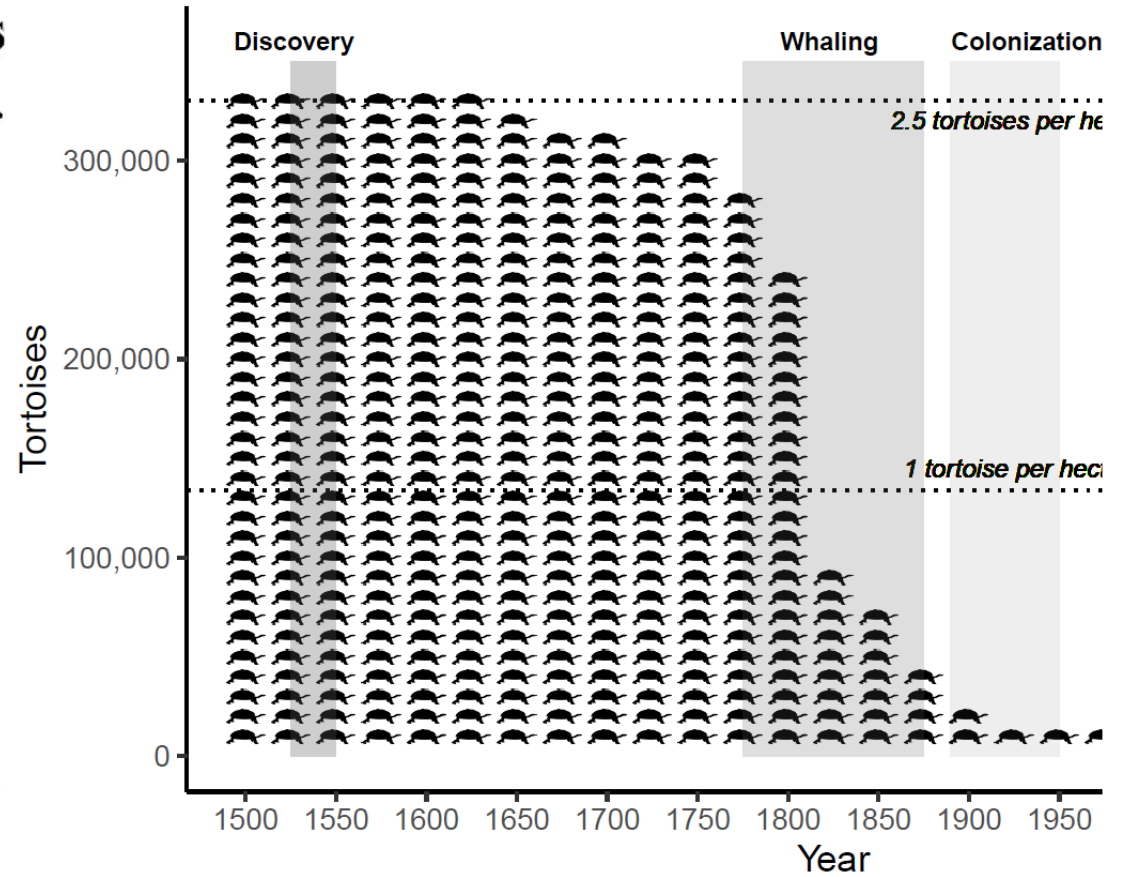 Discovery
Whaling
Colonization
2.5 tortoises per he
300,000
200,000
1 tortoise per hect
100,000
0
Tortoises
1500 1550 1600 1650 1700 1750 1800 1850 1900 1950
Year